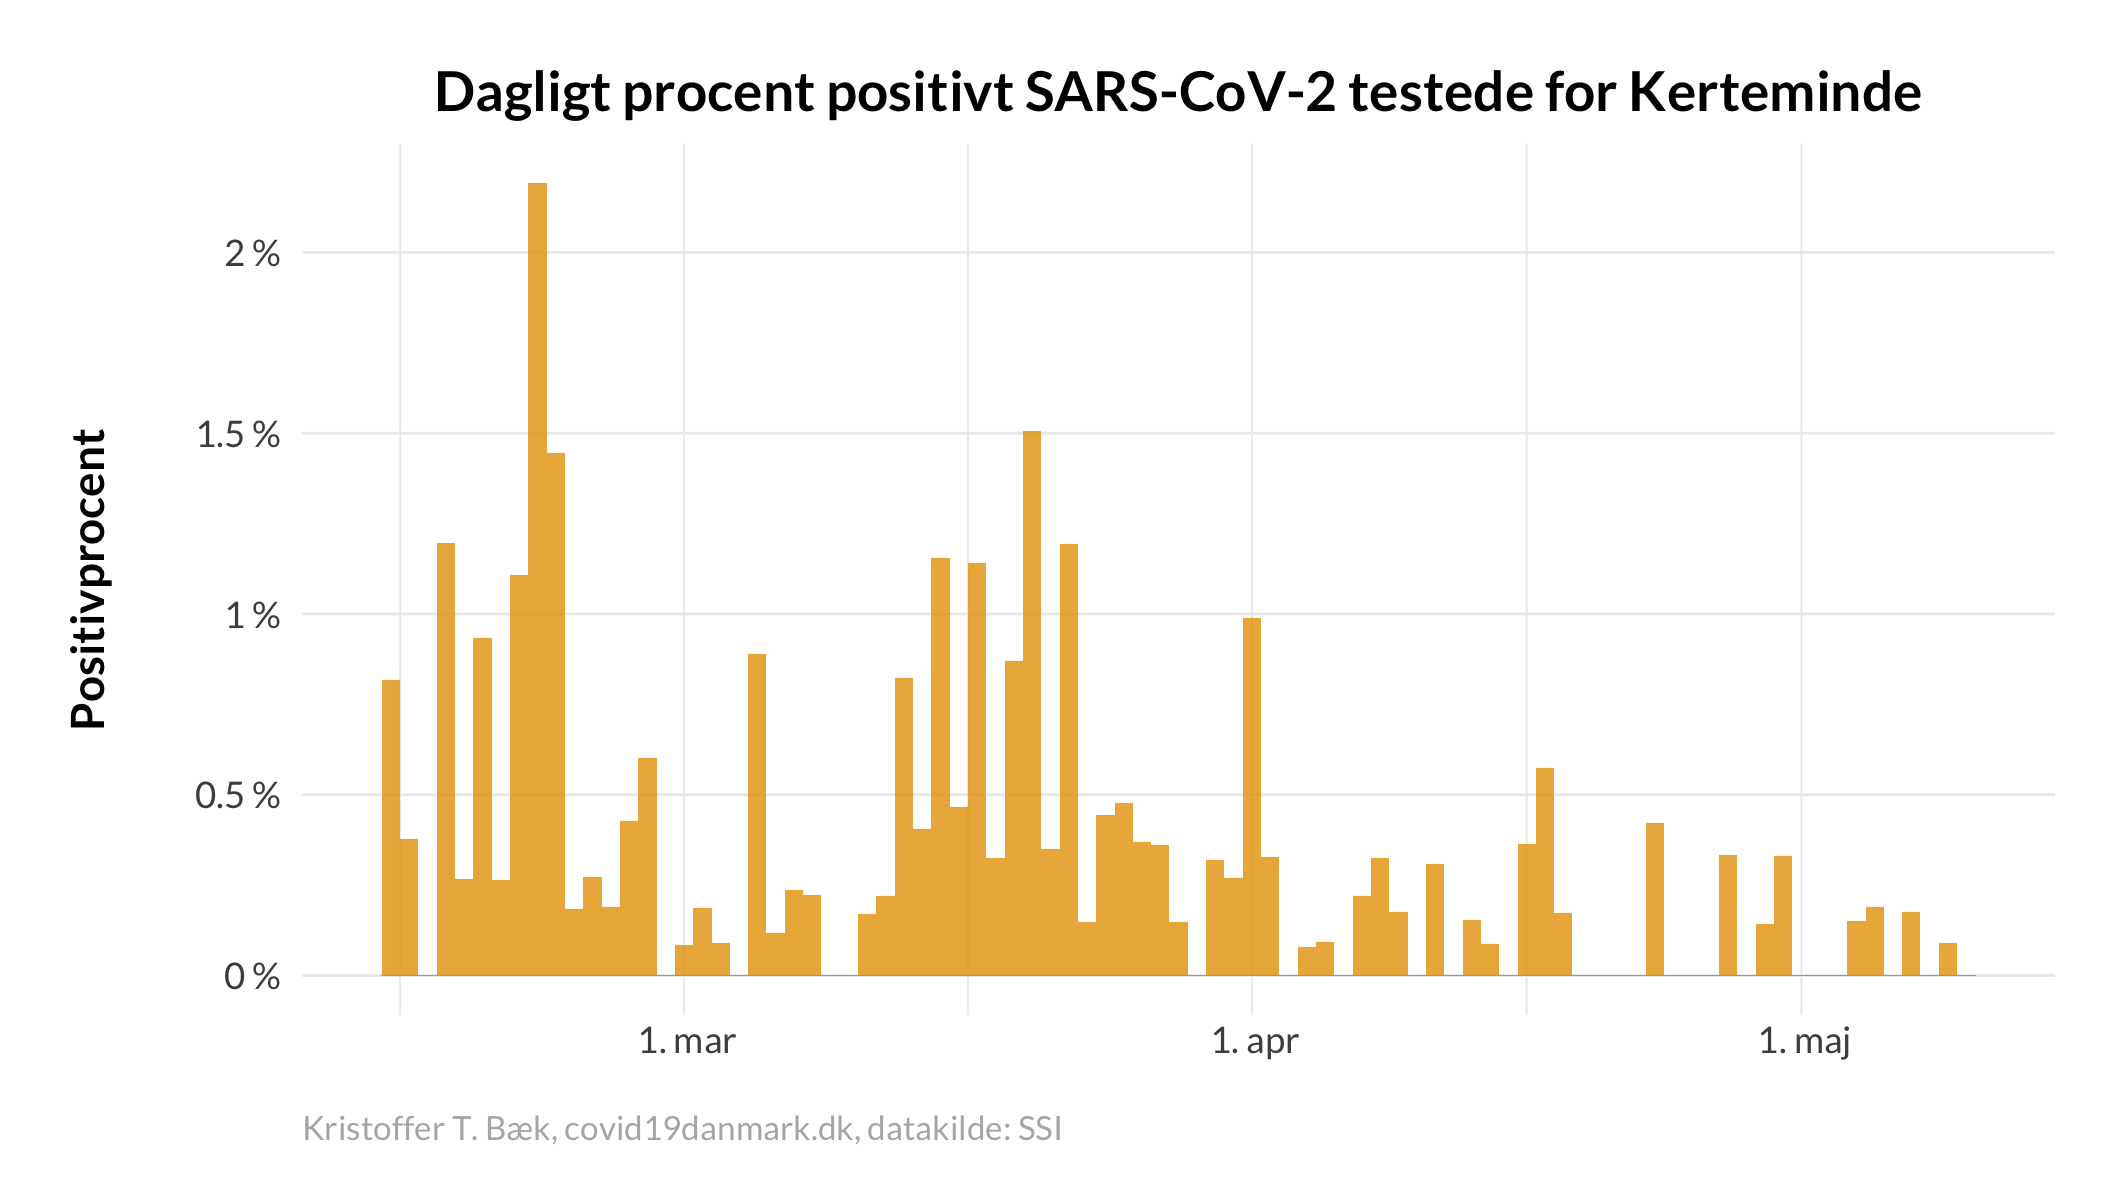 Dagligt procent positivt SARS-CoV-2 testede for Kerteminde
Positivprocent
2 %
1.5 %
1 %
0.5 %
0 %
1. mar
1. apr
1. maj
Kristoffer T. Bæk, covid19danmark.dk, datakilde: SSI